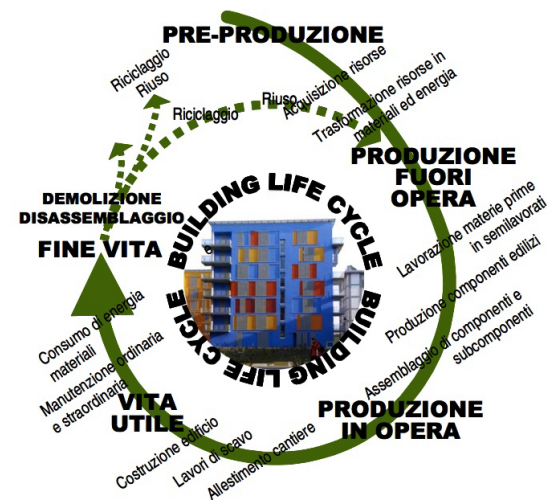 PRE-PRODUZIONE
Acquisizione risorse
Trasformazione risorse in
materiali ed energia
PRODUZIONE
FUORI
OPERA
Lavorazione materie prime
in semilavorati
Produzione componenti edilizi
Assemblaggio di componenti e
subcomponenti
PRODUZIONE
IN OPERA
Allestimento cantiere
Lavori di scavo
Costruzione edificio
VITA
UTILE
Manutenzione ordinaria
e straordinaria
Consumo di energia
materiali
FINE VITA
DEMOLIZIONE
DISASSEMBLAGGIO
Riciclaggio
Riuso
Riciclaggio
Riuso
BUILDING LIFE CYCLE
BUILDING LIFE CYCLE